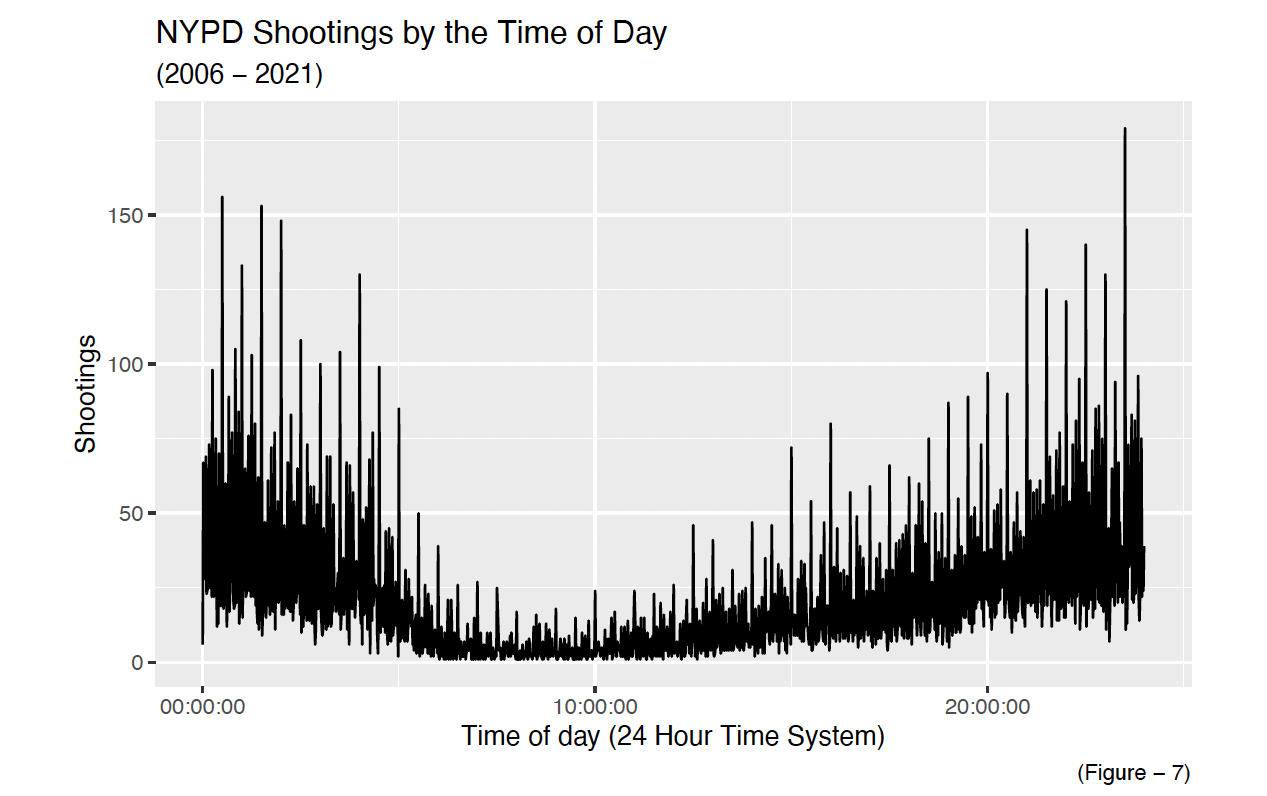 NYPD Shootings by the Time of Day
(2006 − 2021)
150
100
50
0
Shootings
00:00:00 10:00:00 20:00:00
Time of day (24 Hour Time System)
(Figure − 7)